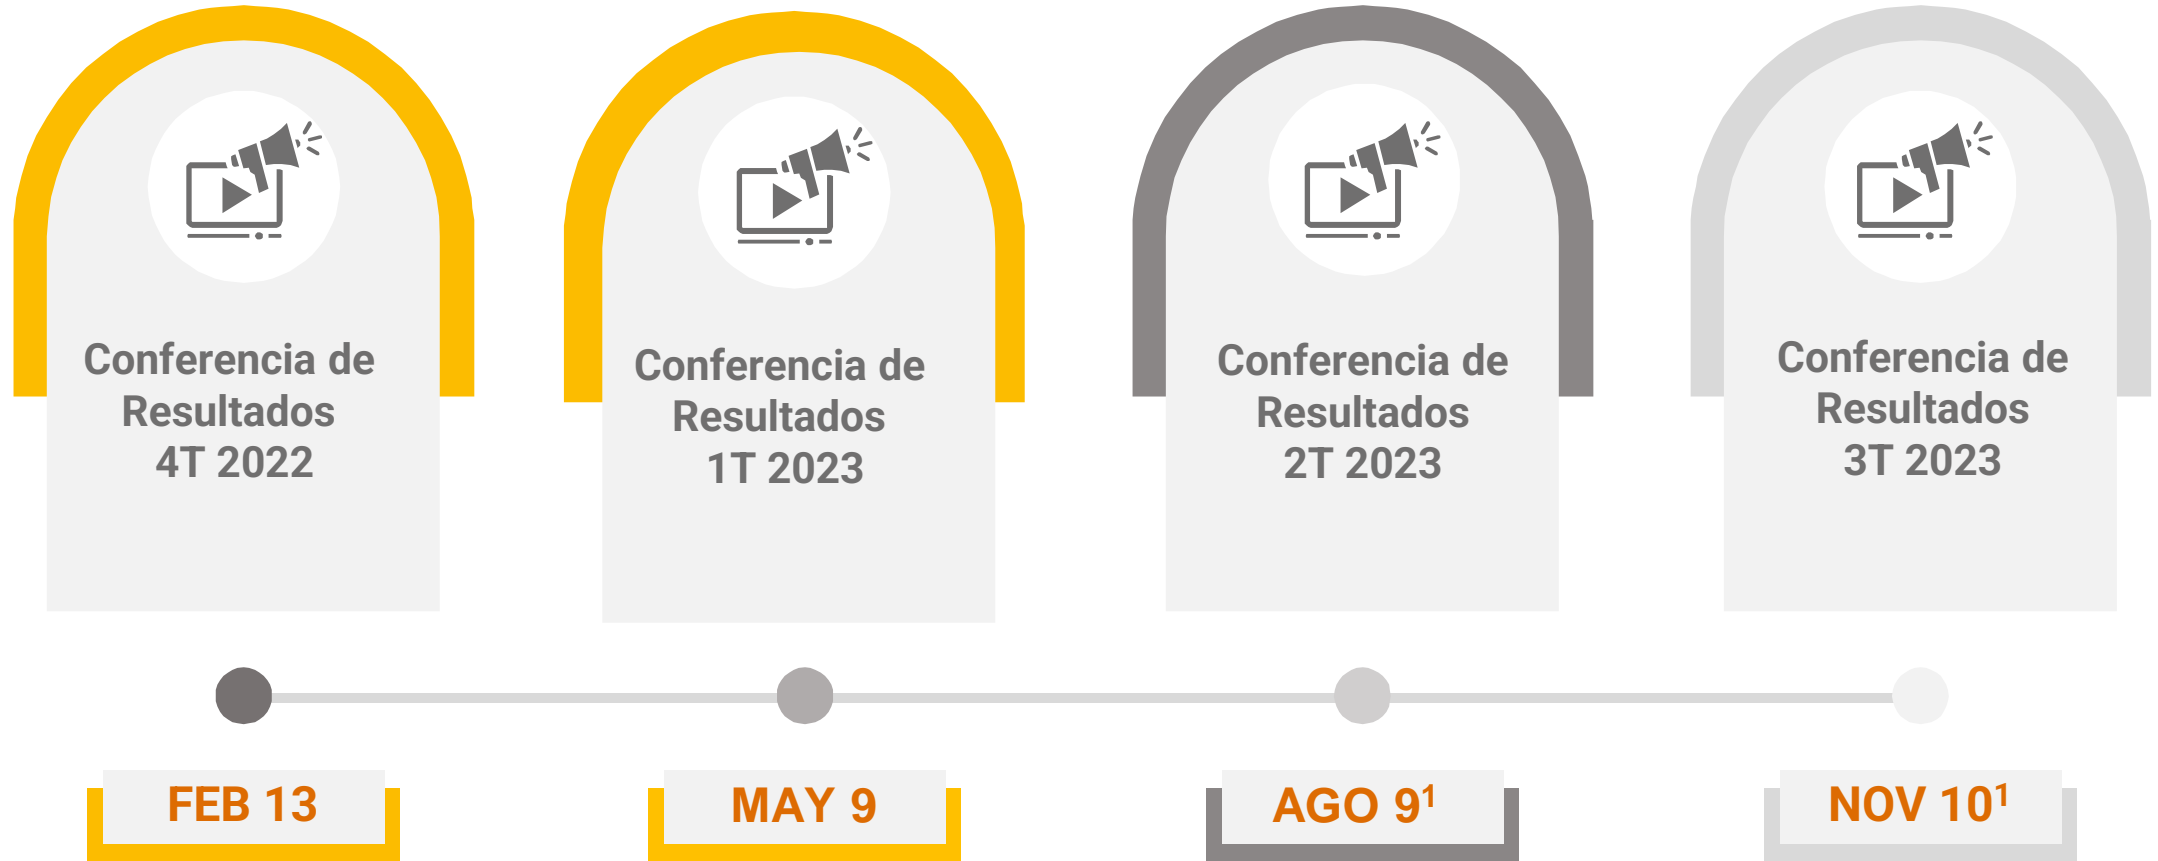 Conferencia de
Resultados
4T 2022
Conferencia de
Resultados
1T 2023
Conferencia de
Resultados
2T 2023
Conferencia de
Resultados
3T 2023
FEB 13
MAY 9
AGO 9¹
NOV 10¹